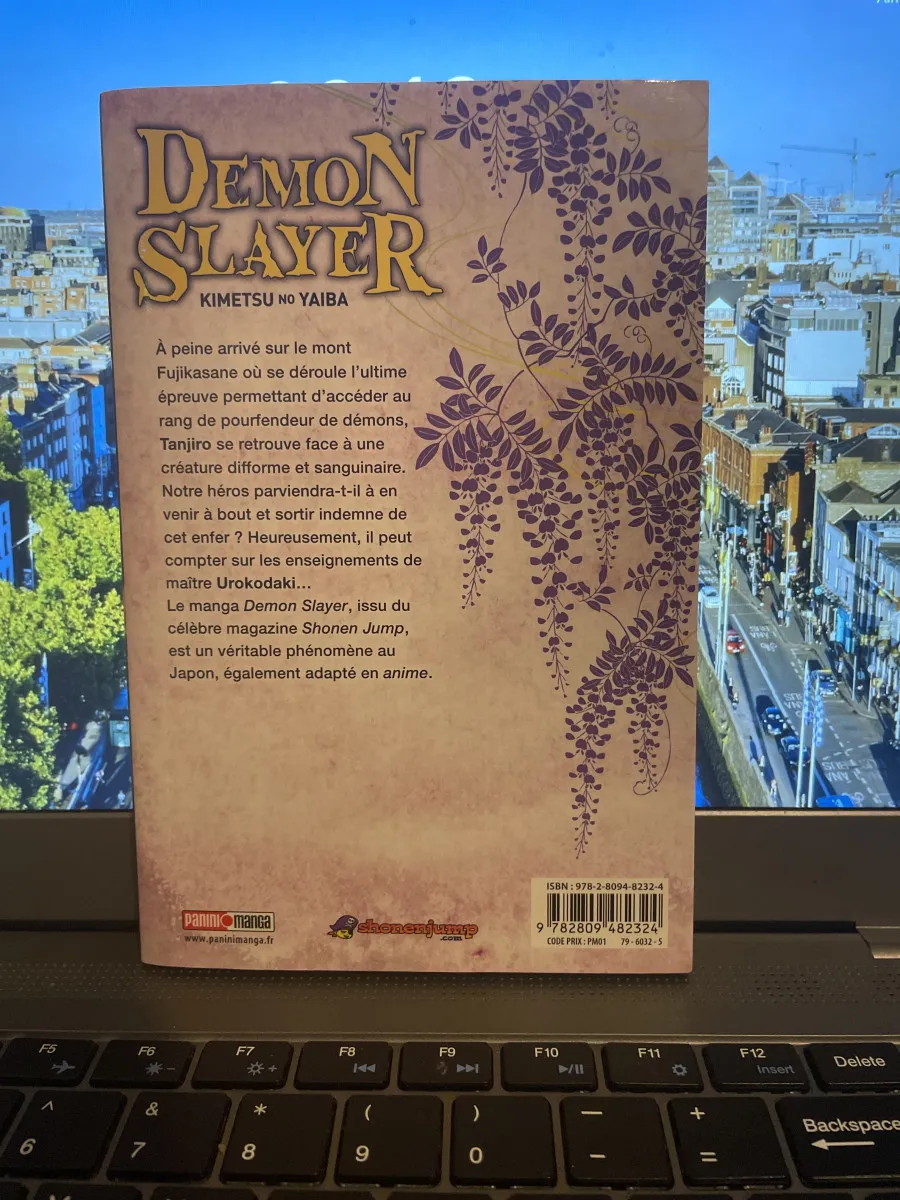 DEMON
SLAYER
KIMETSU NO YAIBA
À peine arrivé sur le mont
Fujikasane où se déroule l’ultime
épreuve permettant d’accéder au
rang de pourfendeur de démons,
Tanjiro se retrouve face à une
créature difforme et sanguinaire.
Notre héros parviendra-t-il à en
venir à bout et sortir indemne de
cet enfer ? Heureusement, il peut
compter sur les enseignements de
maître Urokodaki...
Le manga Demon Slayer, issu du
célèbre magazine Shonen Jump,
est un véritable phénomène au
Japon, également adapté en anime.
PANINI MANGA
www.paninimanga.fr
shonenjump
.com
ISBN : 978-2-8094-8232-4
9 782809 482324
CODE PRIX : PM01 79 - 6032 - 5
F5 F6 F7 F8 F9 F10 F11 F12 Insert Delete
^ & * ( ) — + Backspace
6 7 8 9 0 - =